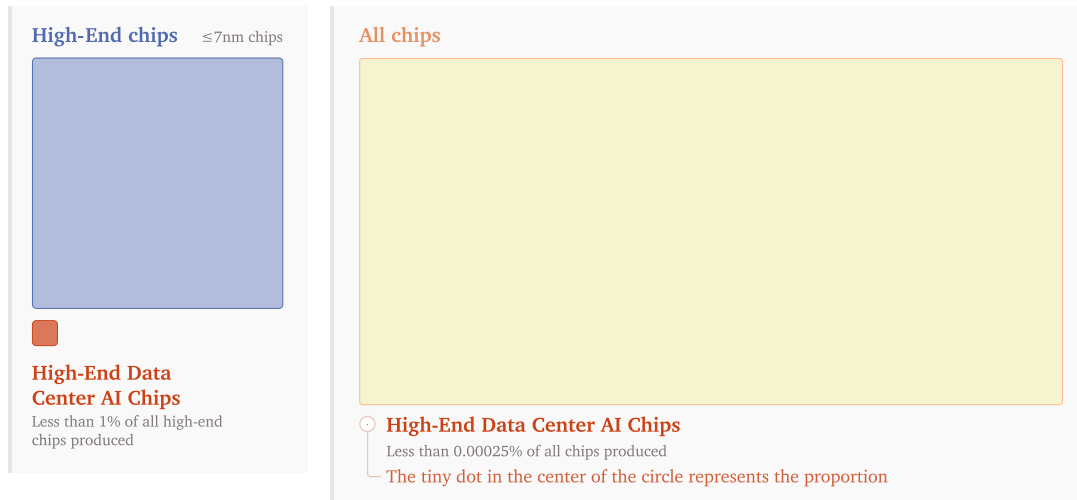 High-End chips ≤7nm chips
High-End Data
Center AI Chips
Less than 1% of all high-end
chips produced
All chips
High-End Data Center AI Chips
Less than 0.00025% of all chips produced
The tiny dot in the center of the circle represents the proportion